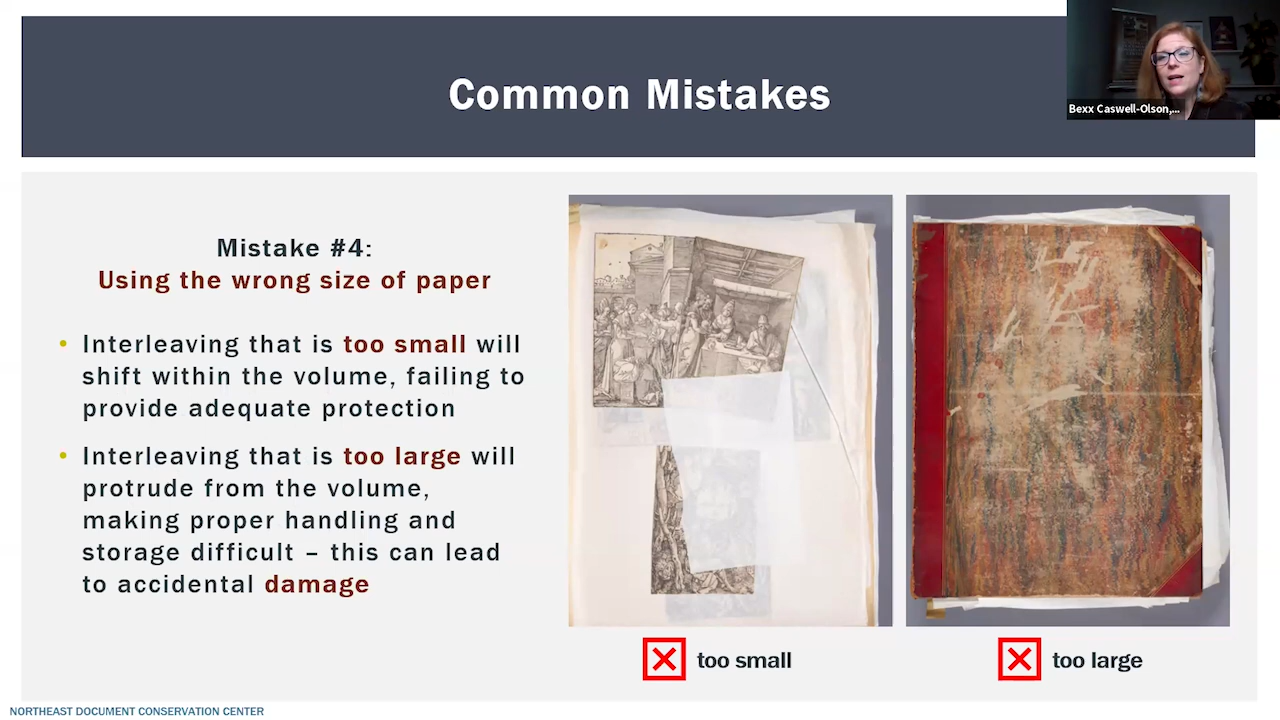 Common Mistakes
Bexx Caswell-Olson,...
Mistake #4:
Using the wrong size of paper
• Interleaving that is too small will
shift within the volume, failing to
provide adequate protection
• Interleaving that is too large will
protrude from the volume,
making proper handling and
storage difficult – this can lead
to accidental damage
too small
too large
NORTHEAST DOCUMENT CONSERVATION CENTER